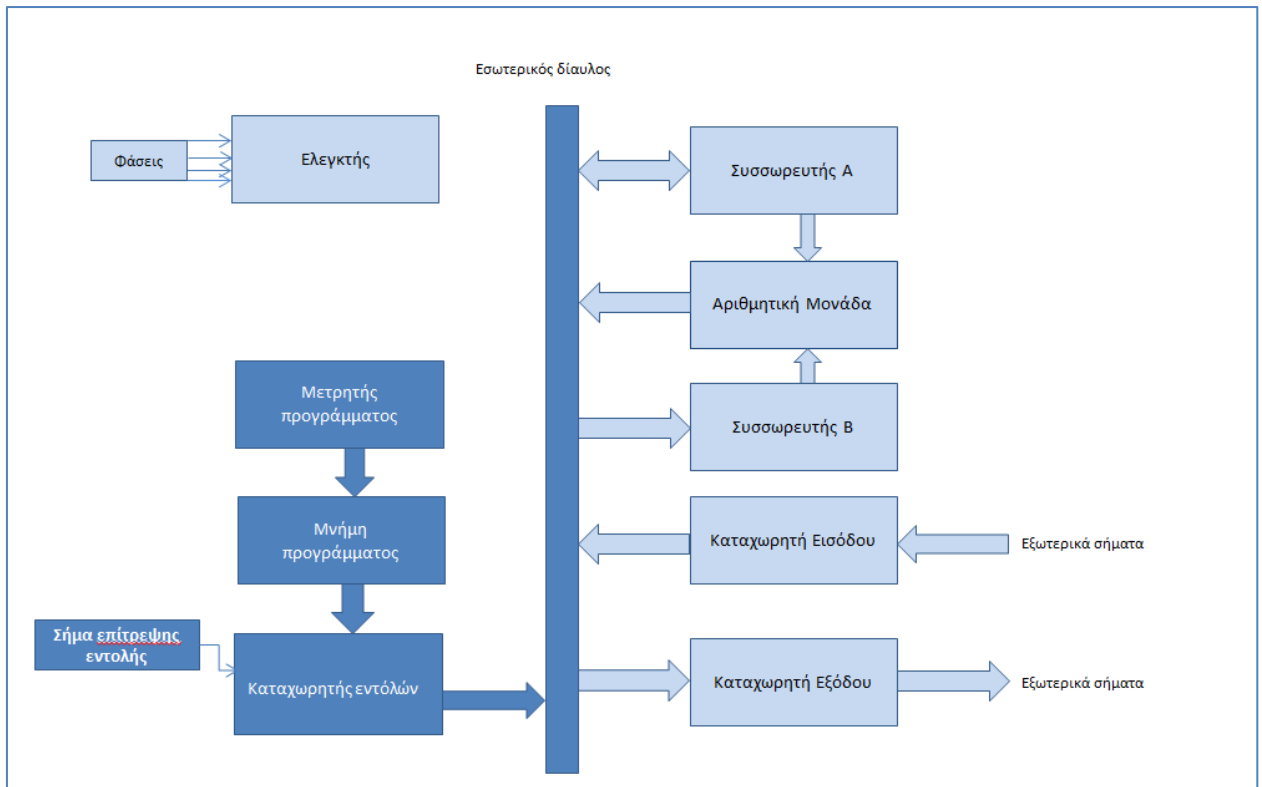 Εσωτερικός δίαυλος
Φάσεις
Ελεγκτής
Συσσωρευτής Α
Αριθμητική Μονάδα
Μετρητής
προγράμματος
Συσσωρευτής Β
Μνήμη
προγράμματος
Καταχωρητή Εισόδου
Εξωτερικά σήματα
Σήμα επίτρεψης
εντολής
Καταχωρητής εντόλών
Καταχωρητή Εξόδου
Εξωτερικά σήματα